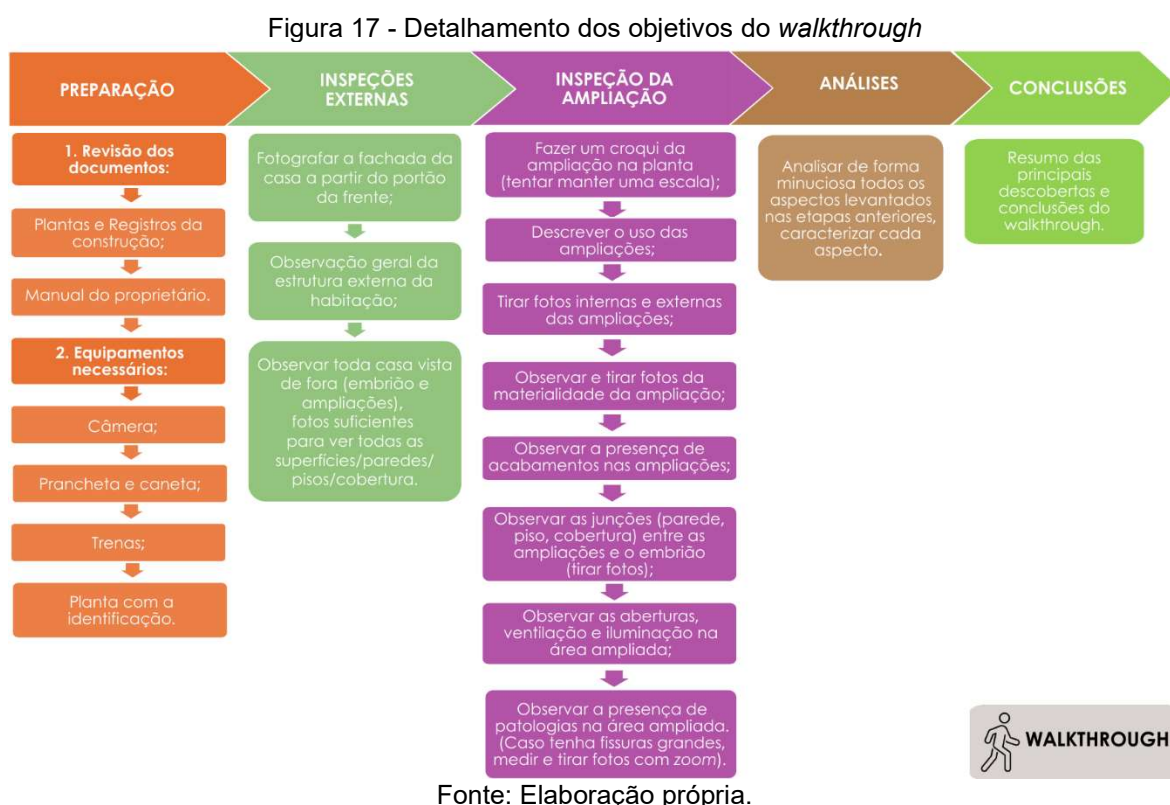 Figura 17 - Detalhamento dos objetivos do walkthrough
PREPARAÇÃO
1. Revisão dos
documentos:
Plantas e Registros da
construção;
Manual do proprietário.
2. Equipamentos
necessários:
Câmera;
Prancheta e caneta;
Trenas;
Planta com a
identificação.
INSPEÇÕES
EXTERNAS
Fotografar a fachada da
casa a partir do portão
da frente;
Observação geral da
estrutura externa da
habitação;
Observar toda casa vista
de fora (embrião e
ampliações),
fotos suficientes
para ver todas as
superfícies/paredes/
pisos/cobertura.
INSPEÇÃO DA
AMPLIAÇÃO
Fazer um croqui da
ampliação na planta
(tentar manter uma escala);
Descrever o uso das
ampliações;
Tirar fotos internas e externas
das ampliações;
Observar e tirar fotos da
materialidade da ampliação;
Observar a presença de
acabamentos nas ampliações;
Observar as junções (parede,
piso, cobertura) entre as
ampliações e o embrião
(tirar fotos);
Observar as aberturas,
ventilação e iluminação na
área ampliada;
Observar a presença de
patologias na área ampliada.
(Caso tenha fissuras grandes,
medir e tirar fotos com zoom).
ANÁLISES
Analisar de forma
minuciosa todos os
aspectos levantados
nas etapas anteriores,
caracterizar cada
aspecto.
CONCLUSÕES
Resumo das
principais
descobertas e
conclusões do
walkthrough.
WALKTHROUGH
Fonte: Elaboração própria.